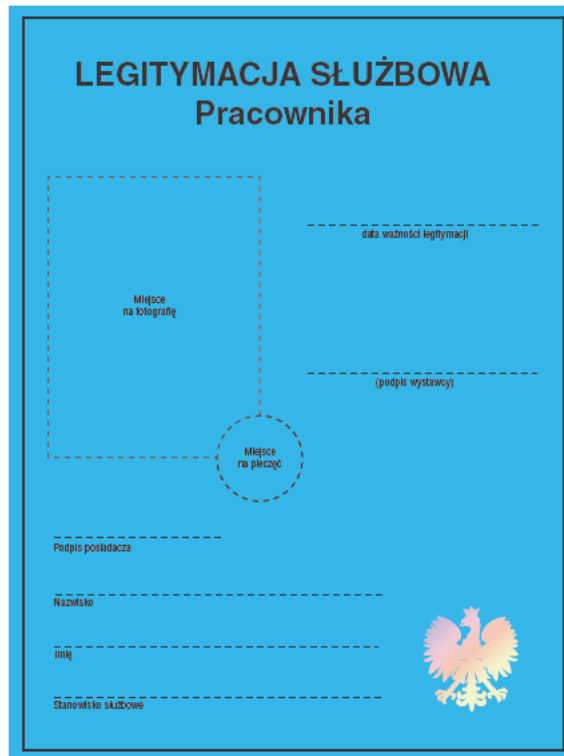 LEGITYMACJA SŁUŻBOWA
Pracownika
data ważności legitymacji
Miejsce
na fotografię
(podpis wystawcy)
Miejsce
na pieczęć
Podpis posiadacza
Nazwisko
Imię
Stanowisko służbowe